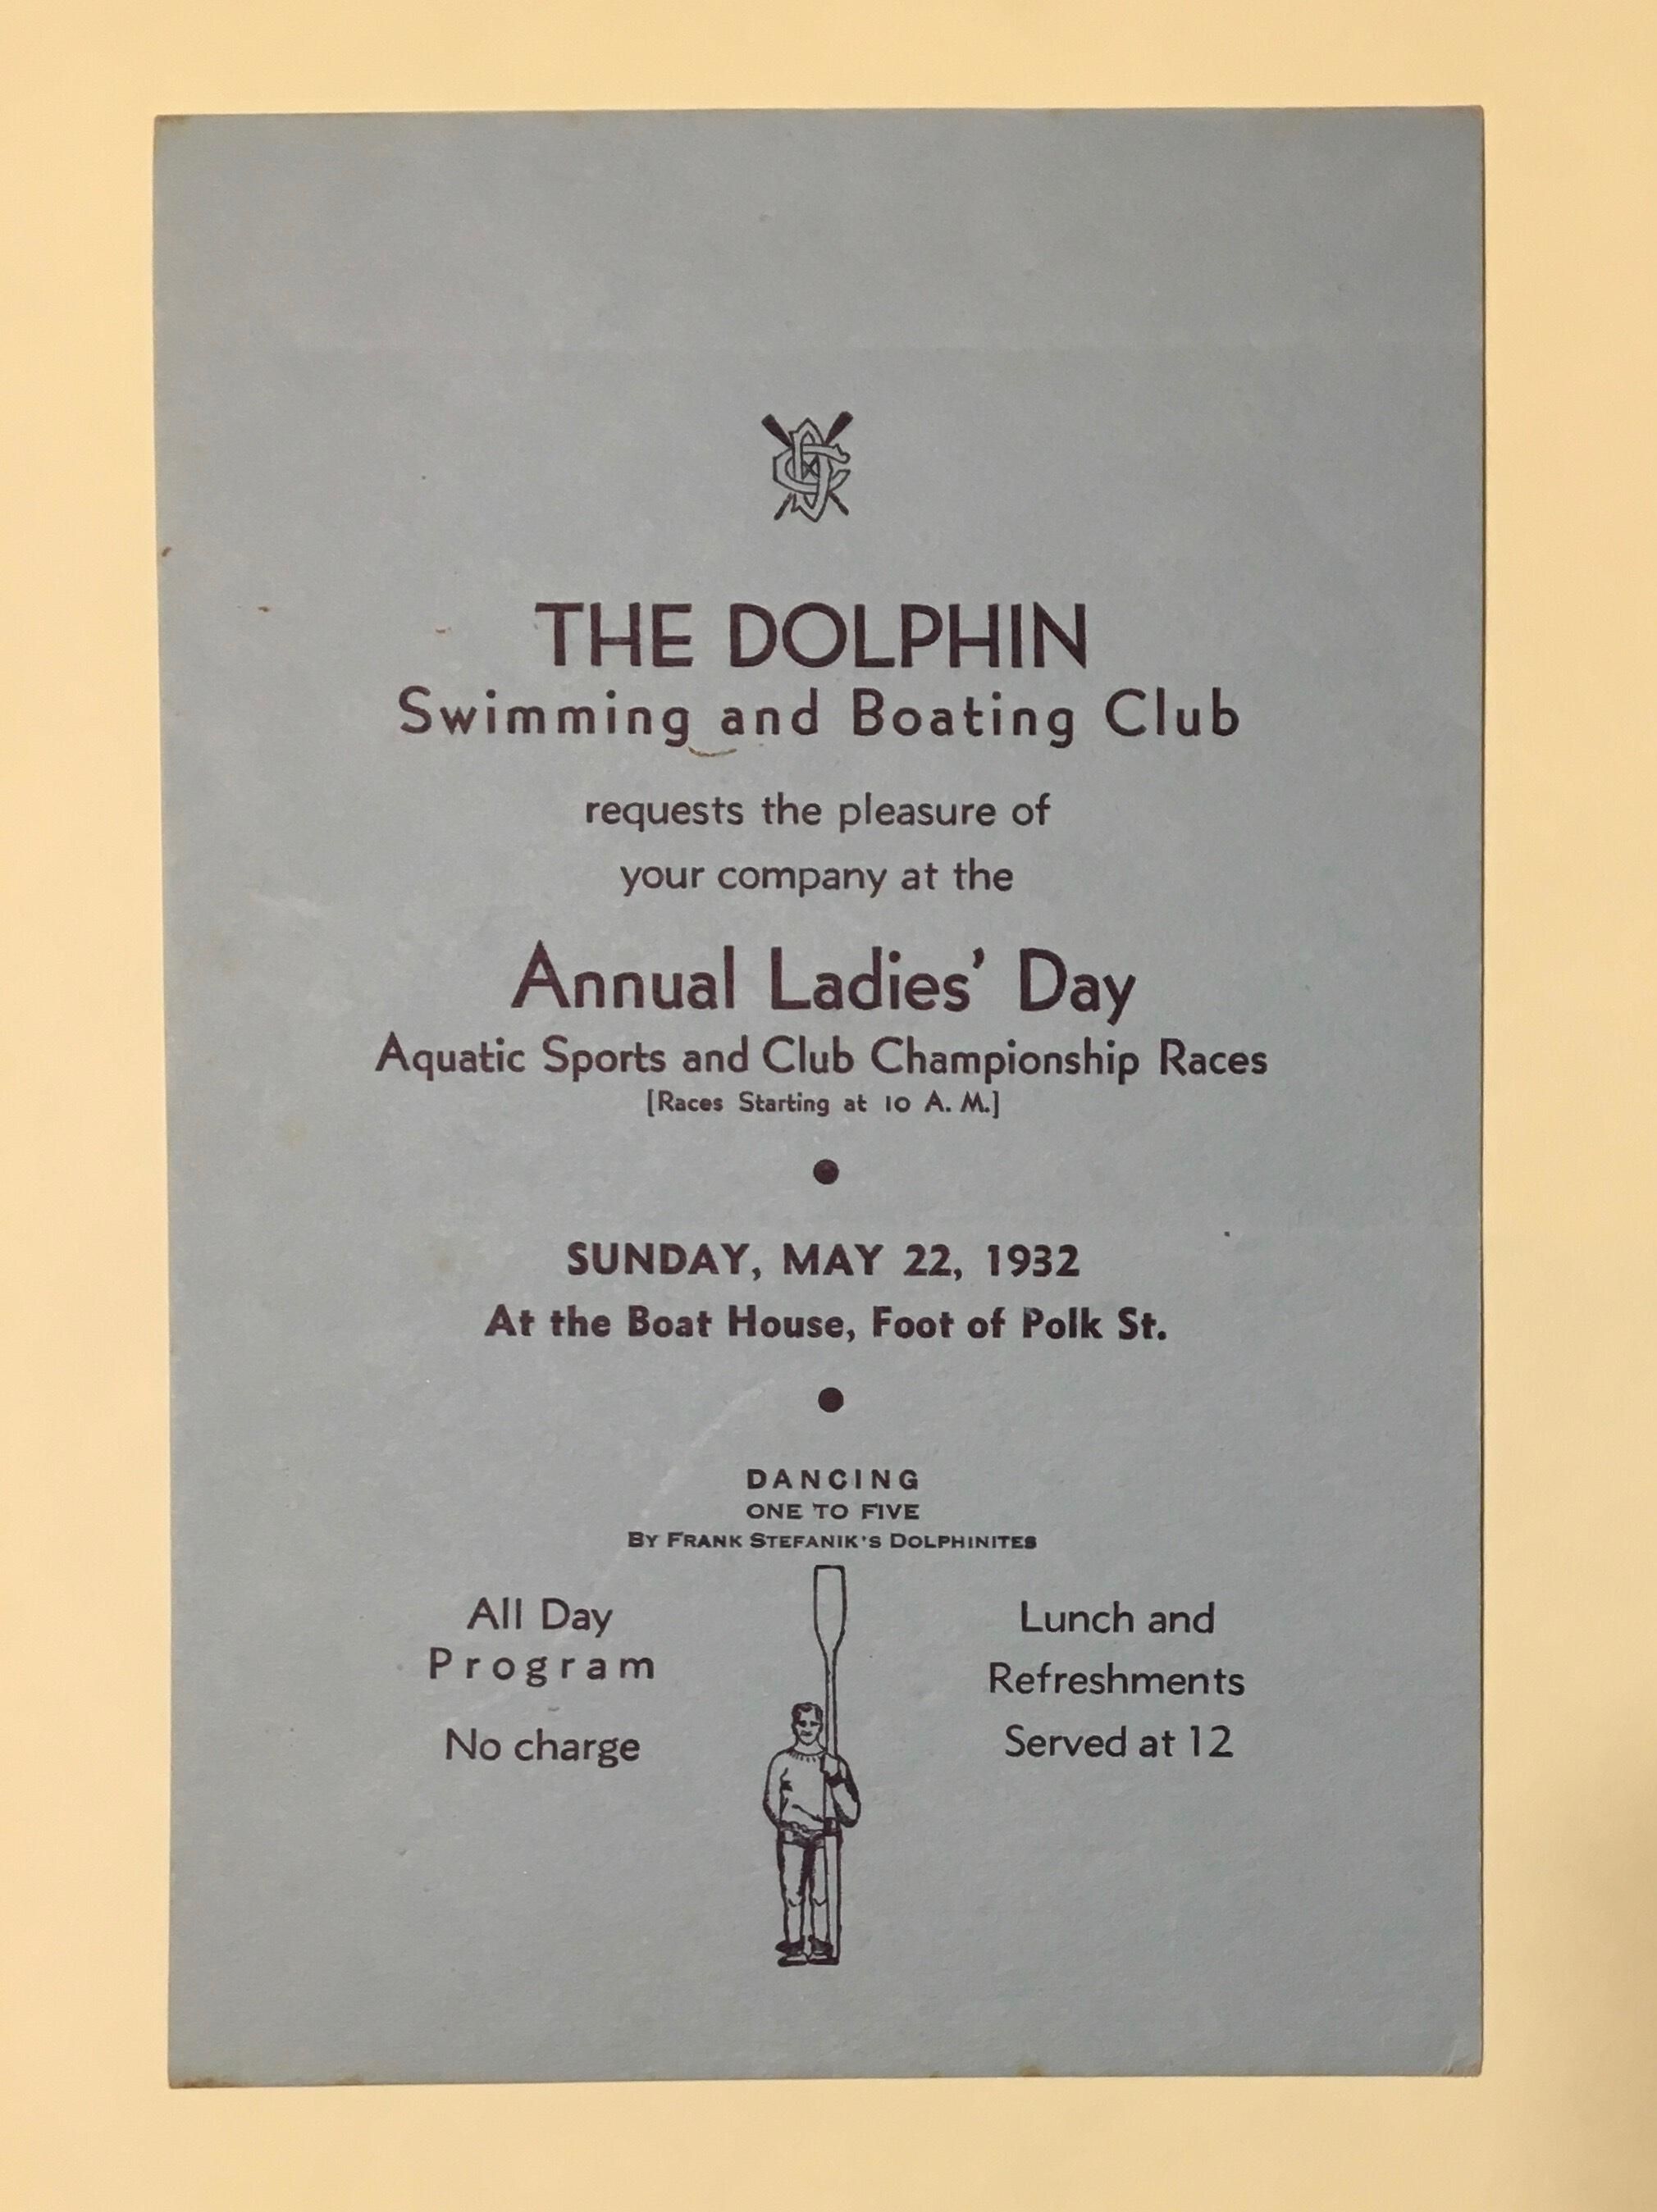 THE DOLPHIN
Swimming and Boating Club
requests the pleasure of
your company at the
Annual Ladies' Day
Aquatic Sports and Club Championship Races
[Races Starting at 10 A. M.]
SUNDAY, MAY 22, 1932
At the Boat House, Foot of Polk St.
DANCING
ONE TO FIVE
BY FRANK STEFANIK'S DOLPHINITES
All Day
Program
No charge
Lunch and
Refreshments
Served at 12